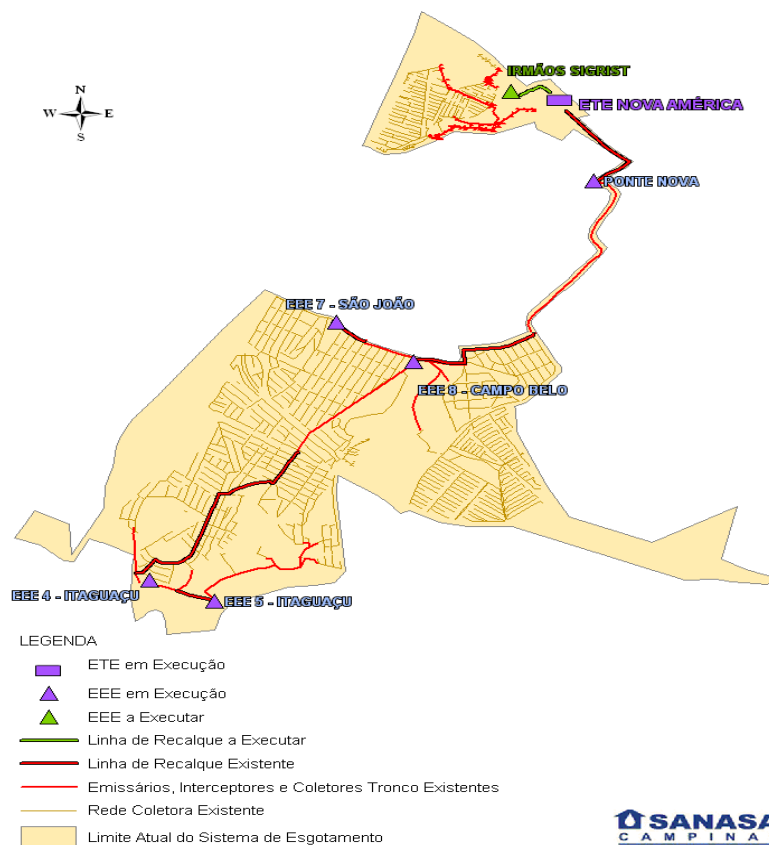 IRMÃOS SIGRIST
ETE NOVA AMÉRICA
N
W E
S
PONTE NOVA
EEE 7 - SÃO JOÃO
EEE 8 - CAMPO BELO
EEE 4 - ITAGUAÇU
EEE 5 - ITAGUAÇU
LEGENDA
ETE em Execução
EEE em Execução
EEE a Executar
Linha de Recalque a Executar
Linha de Recalque Existente
Emissários, Interceptores e Coletores Tronco Existentes
Rede Coletora Existente
Limite Atual do Sistema de Esgotamento
SANASA
CAMPINA